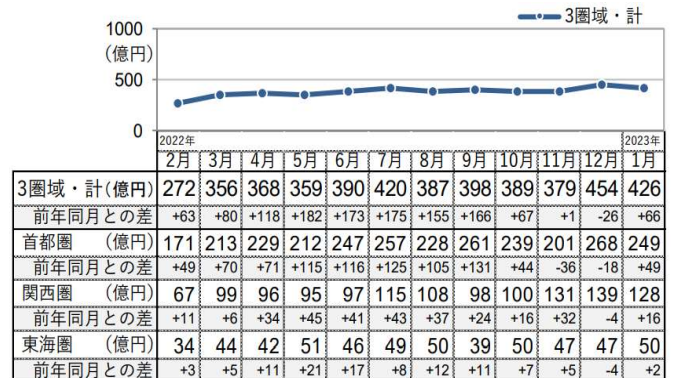 3圏域・計
1000
(億円)
500
0
2022年 2023年
2月 3月 4月 5月 6月 7月 8月 9月 10月 11月 12月 1月
3圏域・計(億円) 272 356 368 359 390 420 387 398 389 379 454 426
前年同月との差 +63 +80 +118 +182 +173 +175 +155 +166 +67 +1 -26 +66
首都圏 (億円) 171 213 229 212 247 257 228 261 239 201 268 249
前年同月との差 +49 +70 +71 +115 +116 +125 +105 +131 +44 -36 -18 +49
関西圏 (億円) 67 99 96 95 97 115 108 98 100 131 139 128
前年同月との差 +11 +6 +34 +45 +41 +43 +37 +24 +16 +32 -4 +16
東海圏 (億円) 34 44 42 51 46 49 50 39 50 47 47 50
前年同月との差 +3 +5 +11 +21 +17 +8 +12 +11 +7 +5 -4 +2